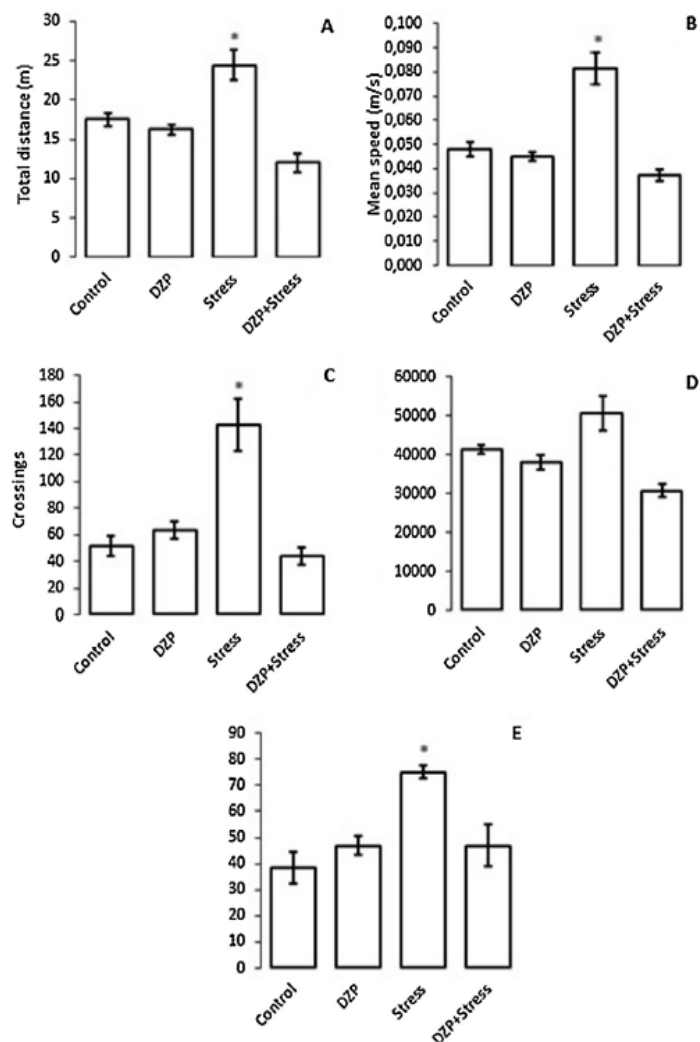 A
Total distance (m)
30
25
20
15
10
5
0
*
Control
DZP
Stress
DZP+Stress
B
Mean speed (m/s)
0,100
0,090
0,080
0,070
0,060
0,050
0,040
0,030
0,020
0,010
0,000
*
Control
DZP
Stress
DZP+Stress
C
Crossings
180
160
140
120
100
80
60
40
20
0
*
Control
DZP
Stress
DZP+Stress
D
60000
50000
40000
30000
20000
10000
0
Control
DZP
Stress
DZP+Stress
E
90
80
70
60
50
40
30
20
10
0
*
Control
DZP
Stress
DZP+Stress